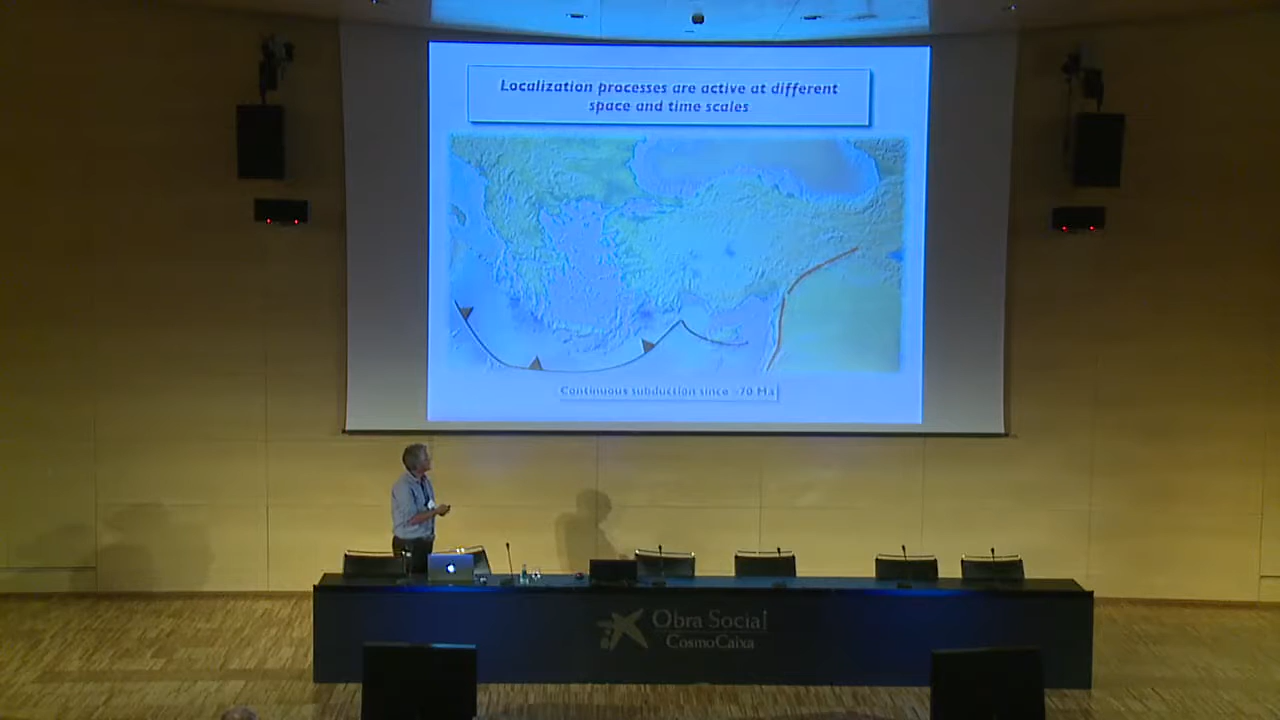 Localization processes are active at different
space and time scales
Continuous subduction since ~70 Ma
Obra Social
CosmoCaixa